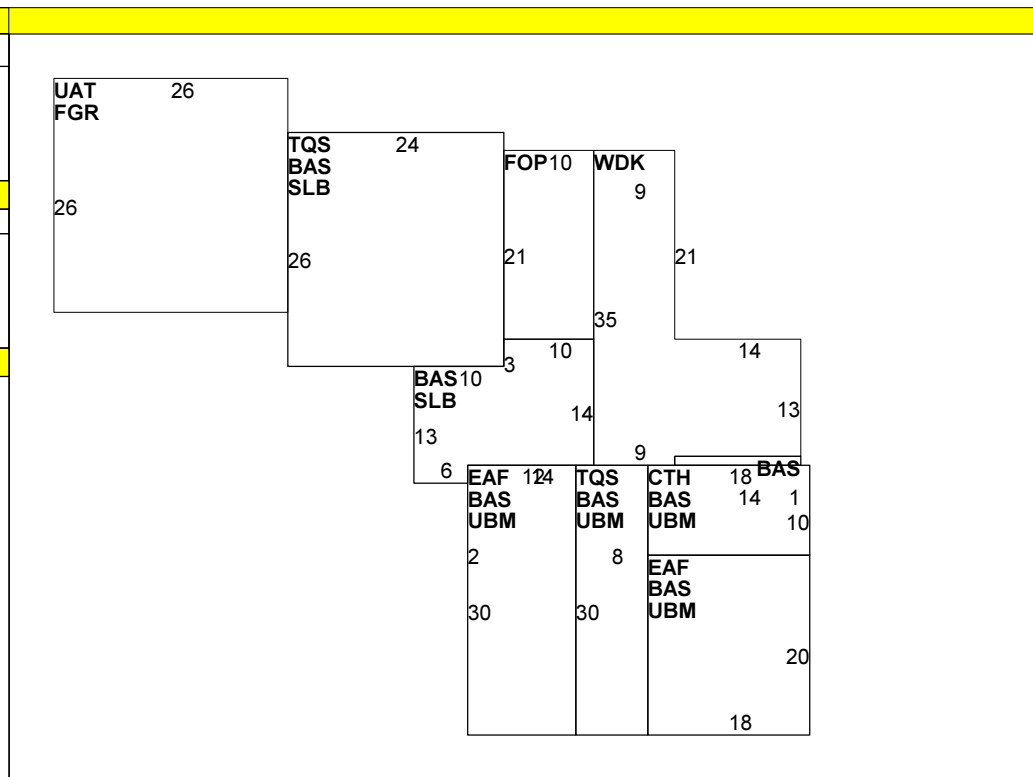 UAT 26
FGR
26
TQS 24
BAS
SLB
26
FOP 10
21
WDK
9
21
35
14
13
9
10
3
BAS 10
SLB
14
13
6
EAF 12 14
BAS
UBM
2
30
TQS
BAS
UBM
8
30
CTH 18
BAS
UBM
BAS
14 1
10
EAF
BAS
UBM
20
18